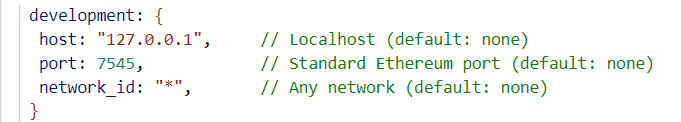 development: {
host: "127.0.0.1",     // Localhost (default: none)
port: 7545,            // Standard Ethereum port (default: none)
network_id: "*",       // Any network (default: none)
}